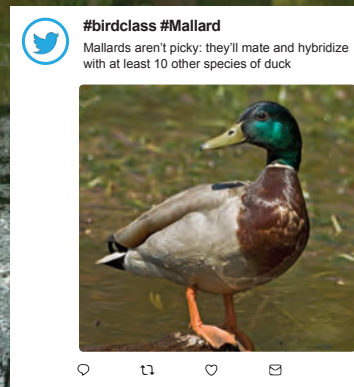 #birdclass #Mallard
Mallards aren't picky: they'll mate and hybridize
with at least 10 other species of duck